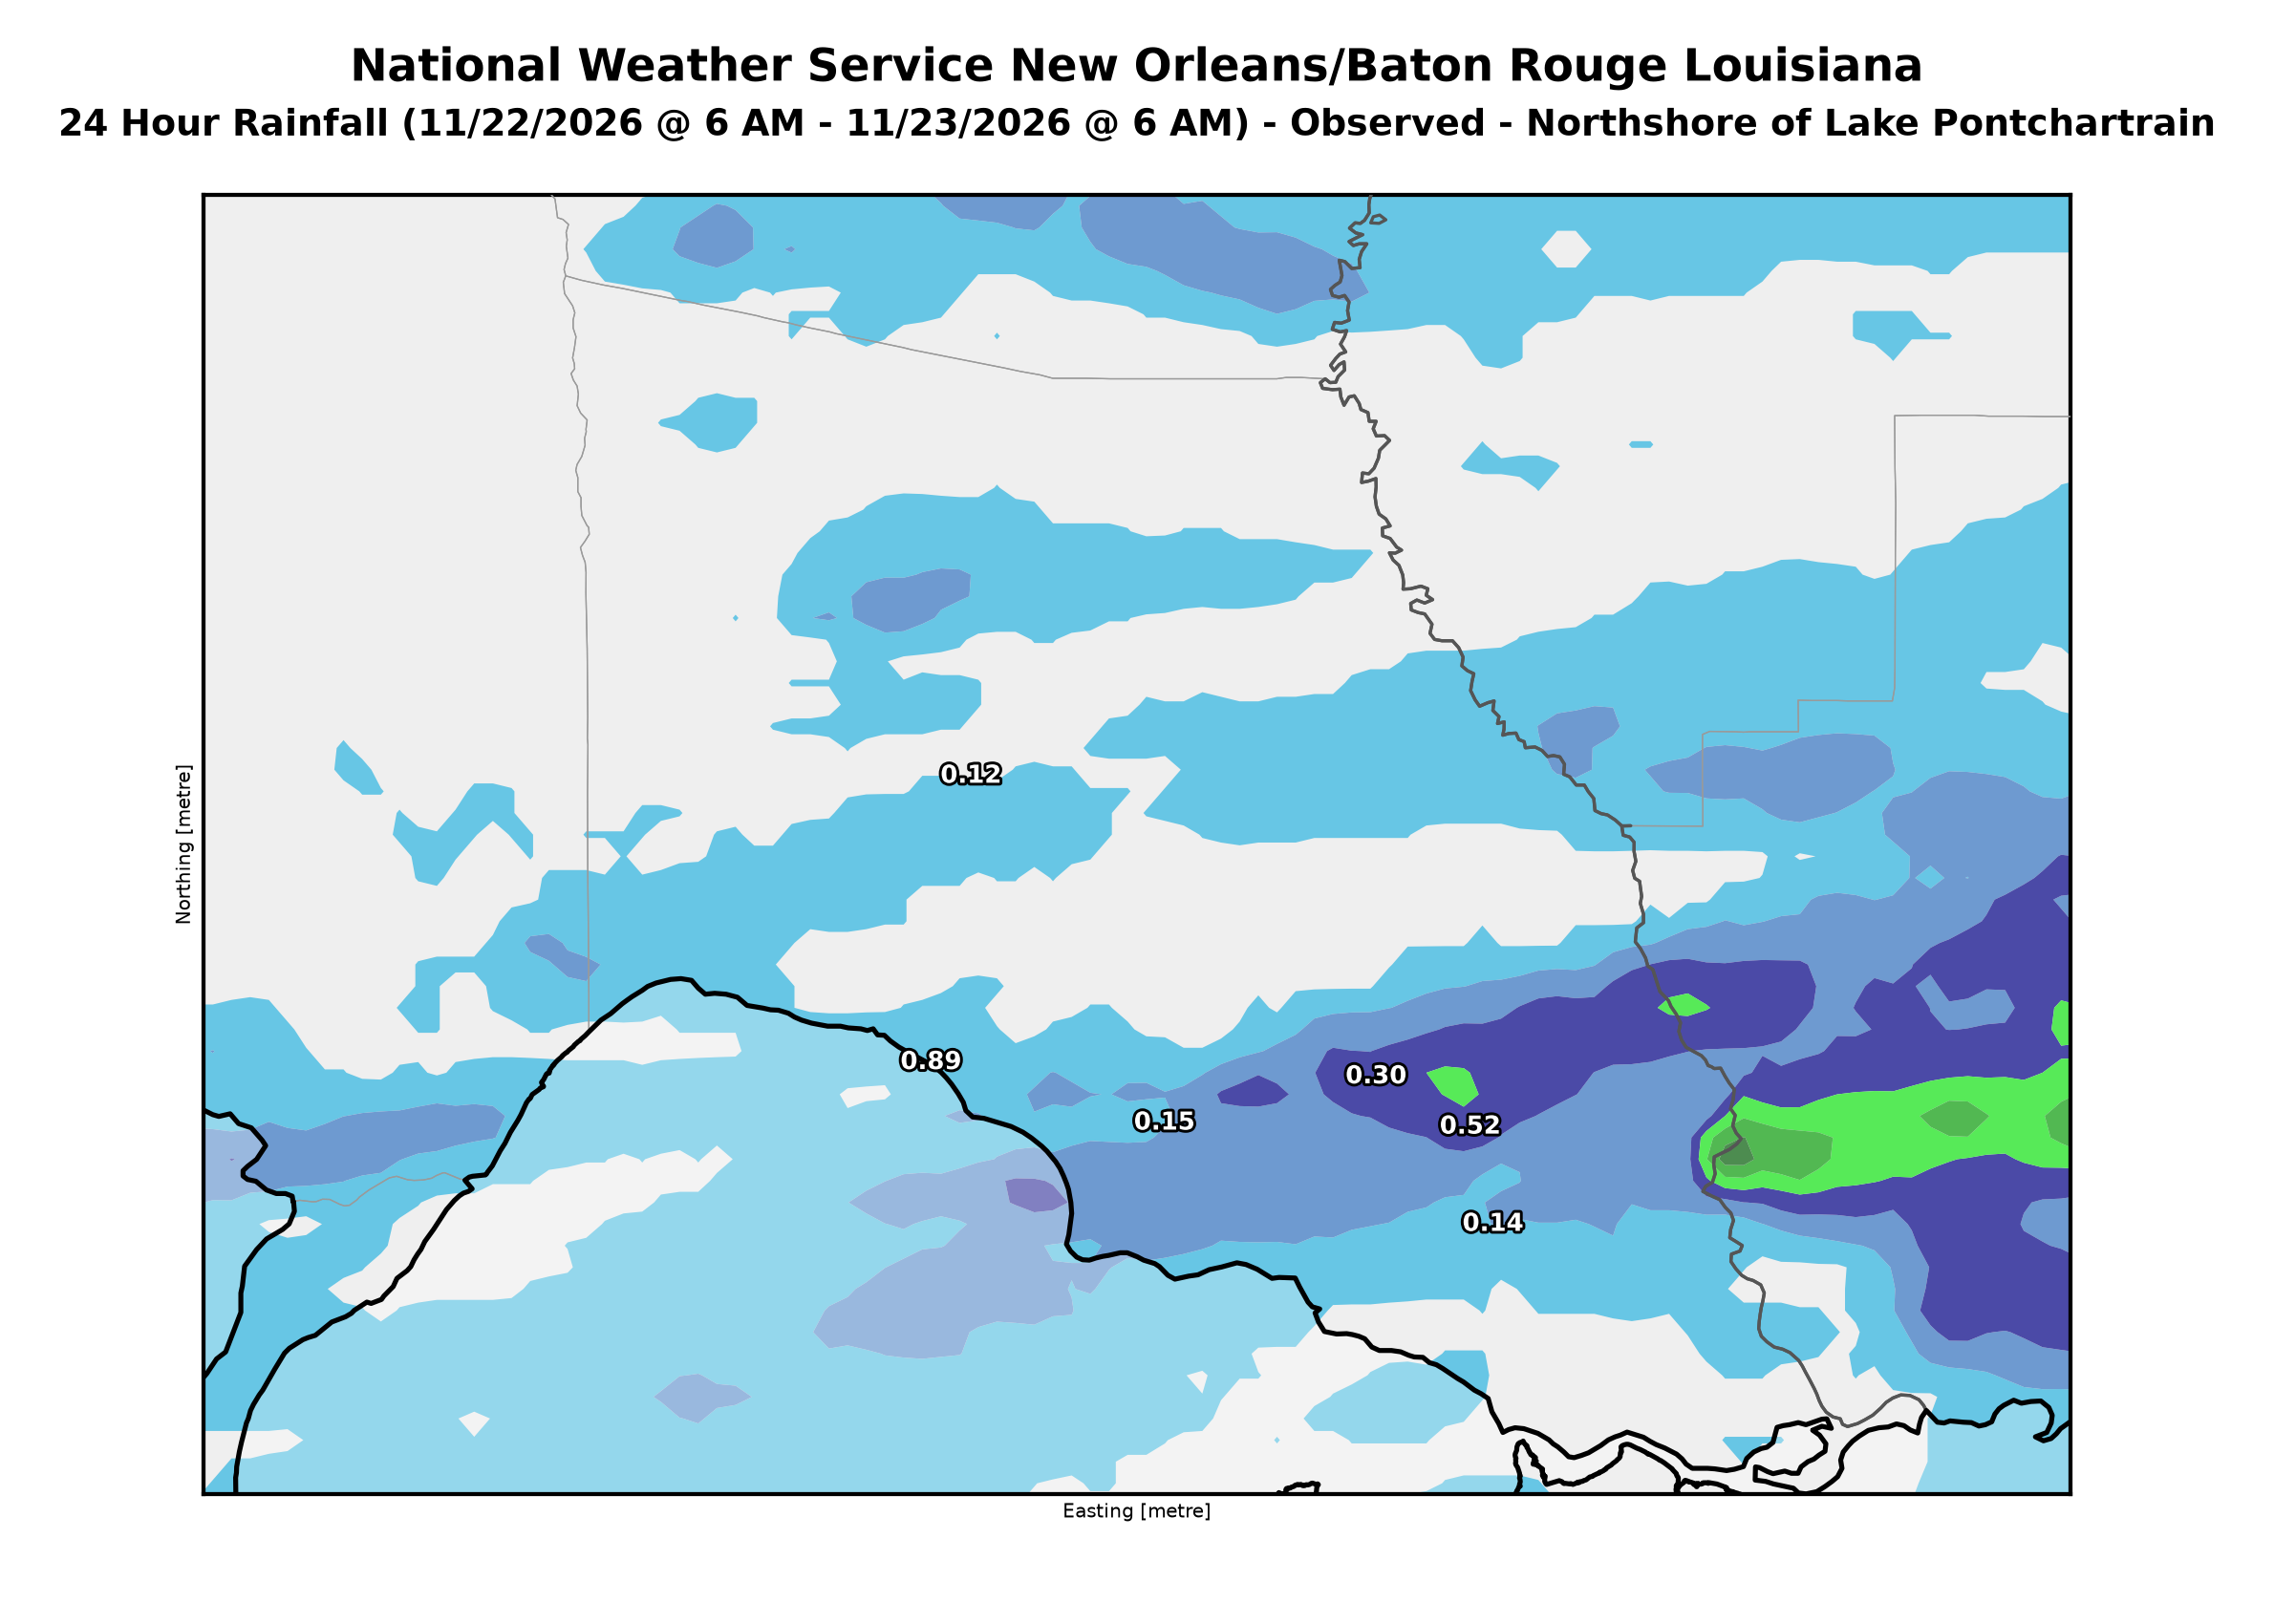 National Weather Service New Orleans/Baton Rouge Louisiana
24 Hour Rainfall (11/22/2026 @ 6 AM - 11/23/2026 @ 6 AM) - Observed - Northshore of Lake Pontchartrain
Northing [metre]
0.12
0.89
0.30
0.15
0.52
0.14
Easting [metre]